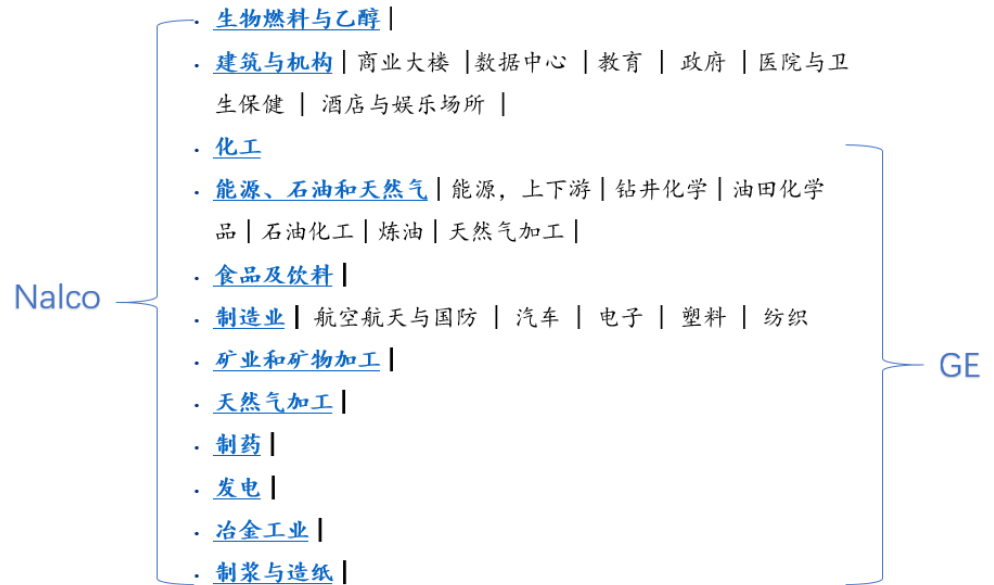 · 生物燃料与乙醇 |
· 建筑与机构 | 商业大楼 |数据中心 | 教育 | 政府 |医院与卫
生保健 | 酒店与娱乐场所 |
· 化工
· 能源、石油和天然气 | 能源，上下游 | 钻井化学 | 油田化学
品 | 石油化工 | 炼油 | 天然气加工 |
· 食品及饮料 |
Nalco
· 制造业 | 航空航天与国防 | 汽车 | 电子 | 塑料 | 纺织
· 矿业和矿物加工 |
GE
· 天然气加工 |
· 制药 |
· 发电 |
· 冶金工业 |
· 制浆与造纸 |